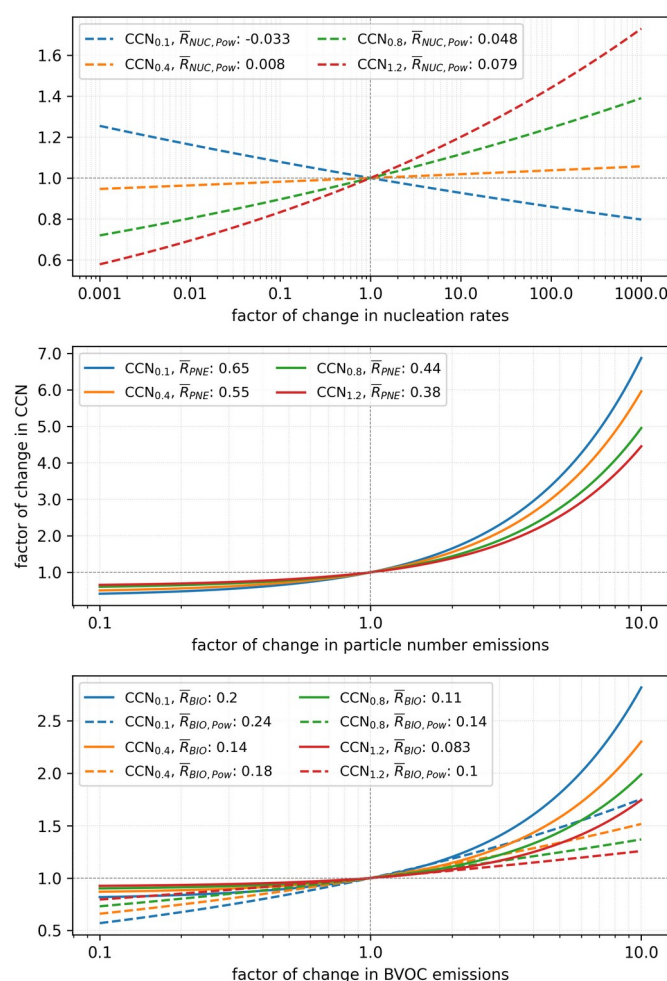 CCN0.1, R̅NUC,Pow: -0.033
CCN0.8, R̅NUC,Pow: 0.048
CCN0.4, R̅NUC,Pow: 0.008
CCN1.2, R̅NUC,Pow: 0.079
1.6
1.4
1.2
1.0
0.8
0.6
0.001 0.01 0.1 1.0 10.0 100.0 1000.0
factor of change in nucleation rates
factor of change in CCN
7.0
CCN0.1, R̅PNE: 0.65
CCN0.8, R̅PNE: 0.44
CCN0.4, R̅PNE: 0.55
CCN1.2, R̅PNE: 0.38
6.0
5.0
4.0
3.0
2.0
1.0
0.1 1.0 10.0
factor of change in particle number emissions
CCN0.1, R̅BIO: 0.2
CCN0.8, R̅BIO: 0.11
CCN0.1, R̅BIO,Pow: 0.24
CCN0.8, R̅BIO,Pow: 0.14
CCN0.4, R̅BIO: 0.14
CCN1.2, R̅BIO: 0.083
CCN0.4, R̅BIO,Pow: 0.18
CCN1.2, R̅BIO,Pow: 0.1
2.5
2.0
1.5
1.0
0.5
0.1 1.0 10.0
factor of change in BVOC emissions